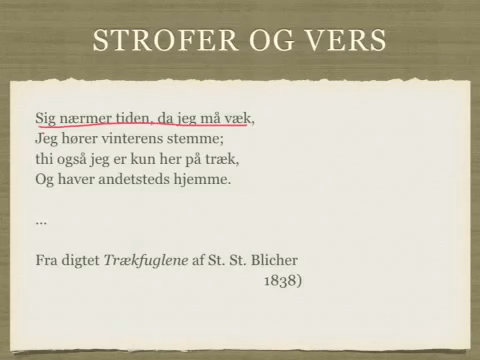 STROFER OG VERS
Sig nærmer tiden, da jeg må væk,
Jeg hører vinterens stemme;
thi også jeg er kun her på træk,
Og haver andetsteds hjemme.
...
Fra digtet Trækfuglene af St. St. Blicher
1838)